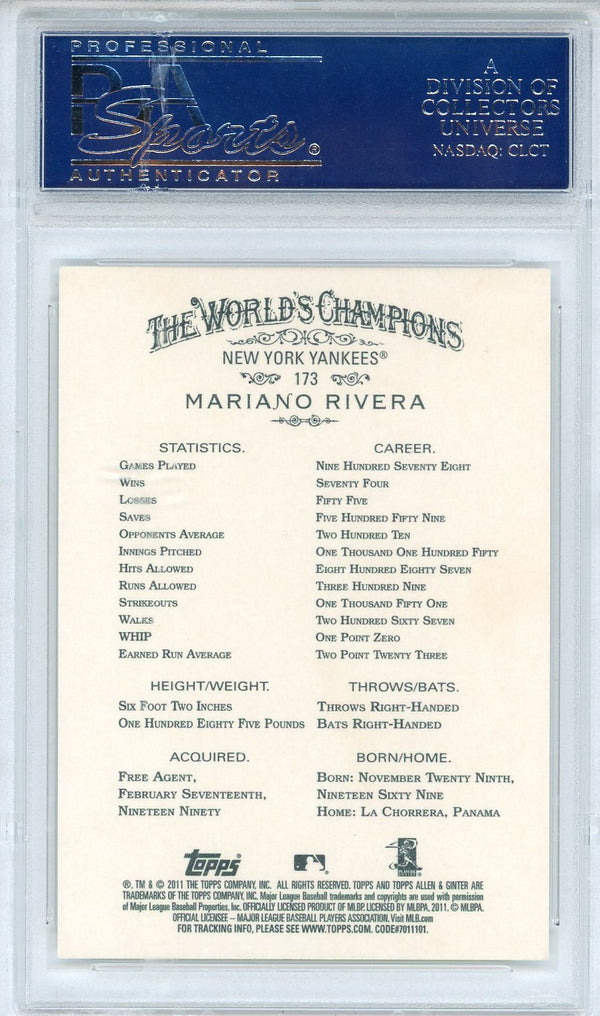 PROFESSIONAL
PSA
Sports®
AUTHENTICATOR
A
DIVISION OF
COLLECTORS
UNIVERSE
NASDAQ: CLCT
THE WORLD'S CHAMPIONS
NEW YORK YANKEES®
173
MARIANO RIVERA
STATISTICS. CAREER.
GAMES PLAYED NINE HUNDRED SEVENTY EIGHT
WINS SEVENTY FOUR
LOSSES FIFTY FIVE
SAVES FIVE HUNDRED FIFTY NINE
OPPONENTS AVERAGE TWO HUNDRED TEN
INNINGS PITCHED ONE THOUSAND ONE HUNDRED FIFTY
HITS ALLOWED EIGHT HUNDRED EIGHTY SEVEN
RUNS ALLOWED THREE HUNDRED NINE
STRIKEOUTS ONE THOUSAND FIFTY ONE
WALKS TWO HUNDRED SIXTY SEVEN
WHIP ONE POINT ZERO
EARNED RUN AVERAGE TWO POINT TWENTY THREE
HEIGHT/WEIGHT. THROWS/BATS.
SIX FOOT TWO INCHES THROWS RIGHT-HANDED
ONE HUNDRED EIGHTY FIVE POUNDS BATS RIGHT-HANDED
ACQUIRED. BORN/HOME.
FREE AGENT, BORN: NOVEMBER TWENTY NINTH,
FEBRUARY SEVENTEENTH, NINETEEN SIXTY NINE
NINETEEN NINETY HOME: LA CHORRERA, PANAMA
topps
®, TM & © 2011 THE TOPPS COMPANY, INC. ALL RIGHTS RESERVED. TOPPS AND TOPPS ALLEN & GINTER ARE
TRADEMARKS OF THE TOPPS COMPANY, INC. Major League Baseball trademarks and copyrights are used with permission
of Major League Baseball Properties, Inc. OFFICIALLY LICENSED PRODUCT OF MLBP. LICENSED BY MLBPA, 2011. © MLBPA.
OFFICIAL LICENSEE – MAJOR LEAGUE BASEBALL PLAYERS ASSOCIATION. Visit MLB.com
FOR TRACKING INFO, PLEASE SEE WWW.TOPPS.COM. CODE#7011101.